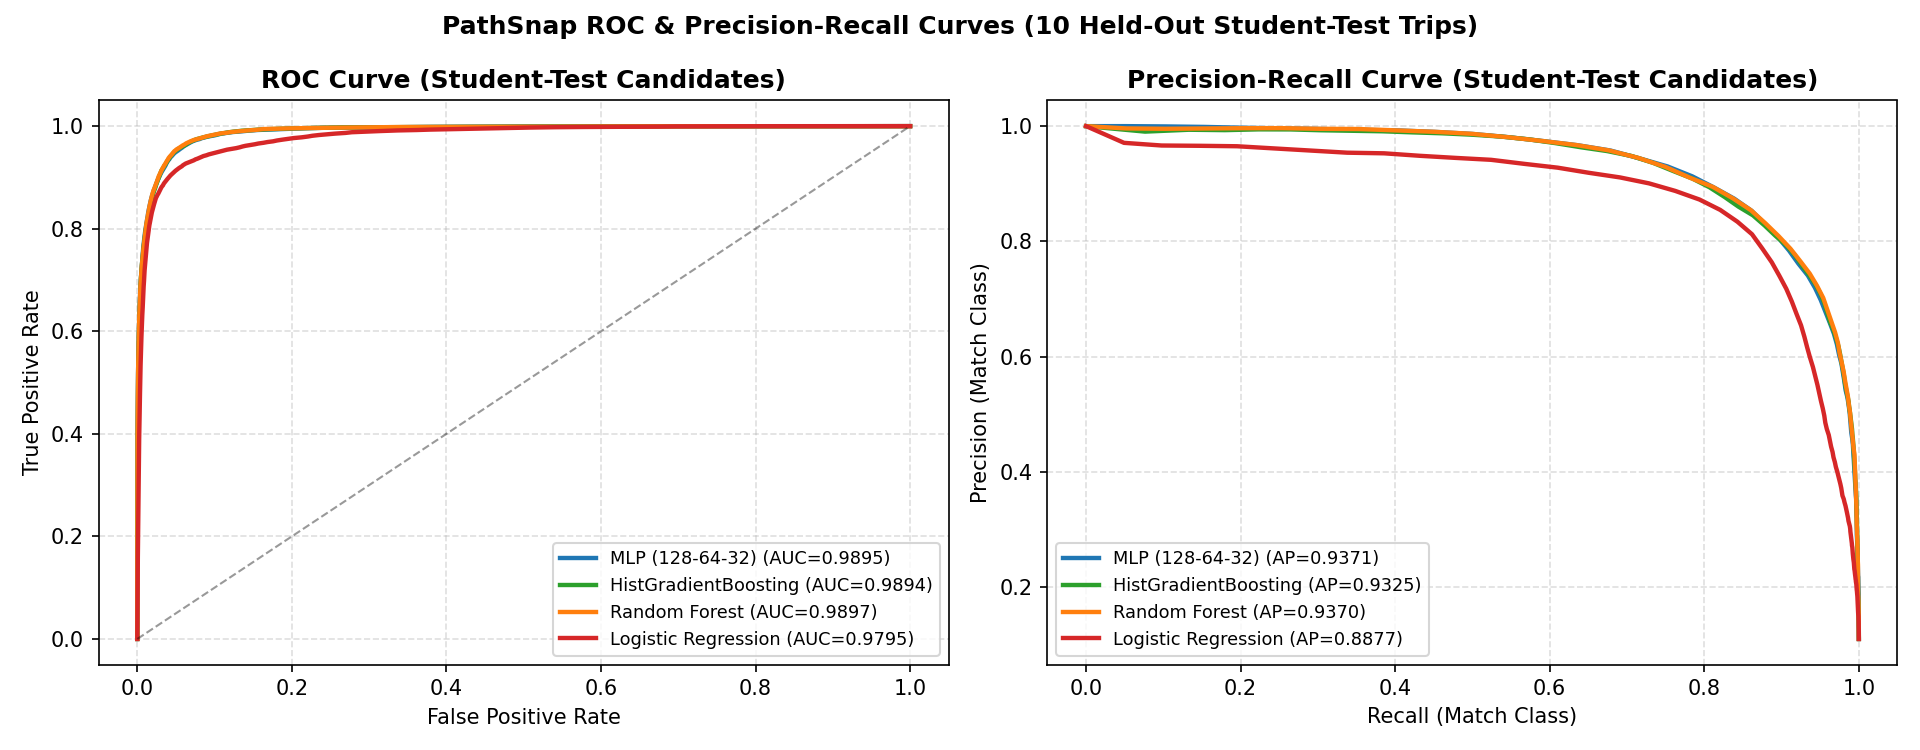 PathSnap ROC & Precision-Recall Curves (10 Held-Out Student-Test Trips)
ROC Curve (Student-Test Candidates)
True Positive Rate
1.0
0.8
0.6
0.4
0.2
0.0
MLP (128-64-32) (AUC=0.9895)
HistGradientBoosting (AUC=0.9894)
Random Forest (AUC=0.9897)
Logistic Regression (AUC=0.9795)
0.0 0.2 0.4 0.6 0.8 1.0
False Positive Rate
Precision-Recall Curve (Student-Test Candidates)
Precision (Match Class)
1.0
0.8
0.6
0.4
0.2
MLP (128-64-32) (AP=0.9371)
HistGradientBoosting (AP=0.9325)
Random Forest (AP=0.9370)
Logistic Regression (AP=0.8877)
0.0 0.2 0.4 0.6 0.8 1.0
Recall (Match Class)